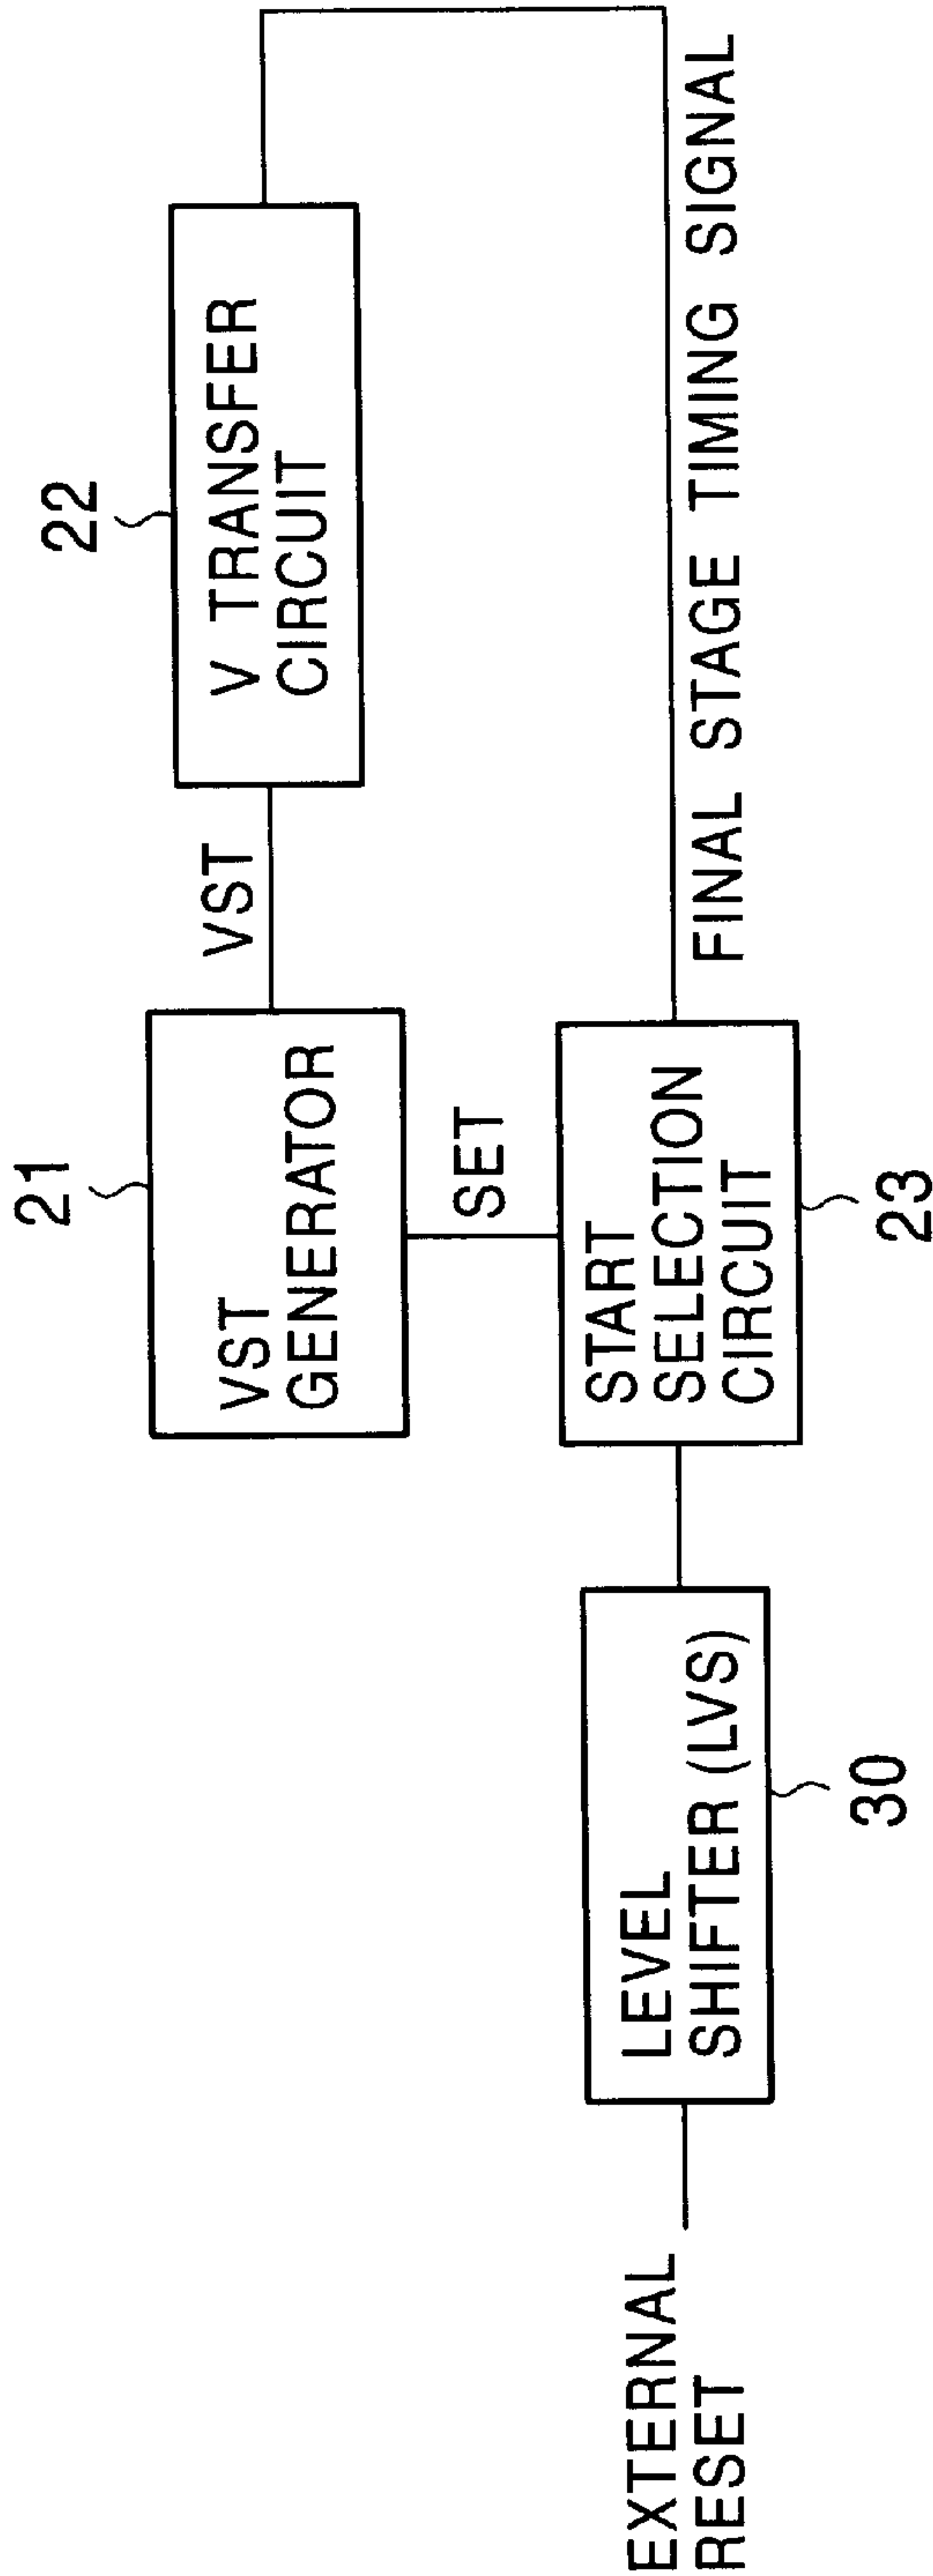 21
VST
GENERATOR
VST
22
V TRANSFER
CIRCUIT
SET
EXTERNAL
RESET
LEVEL
SHIFTER (LVS)
30
START
SELECTION
CIRCUIT
23
FINAL STAGE TIMING SIGNAL